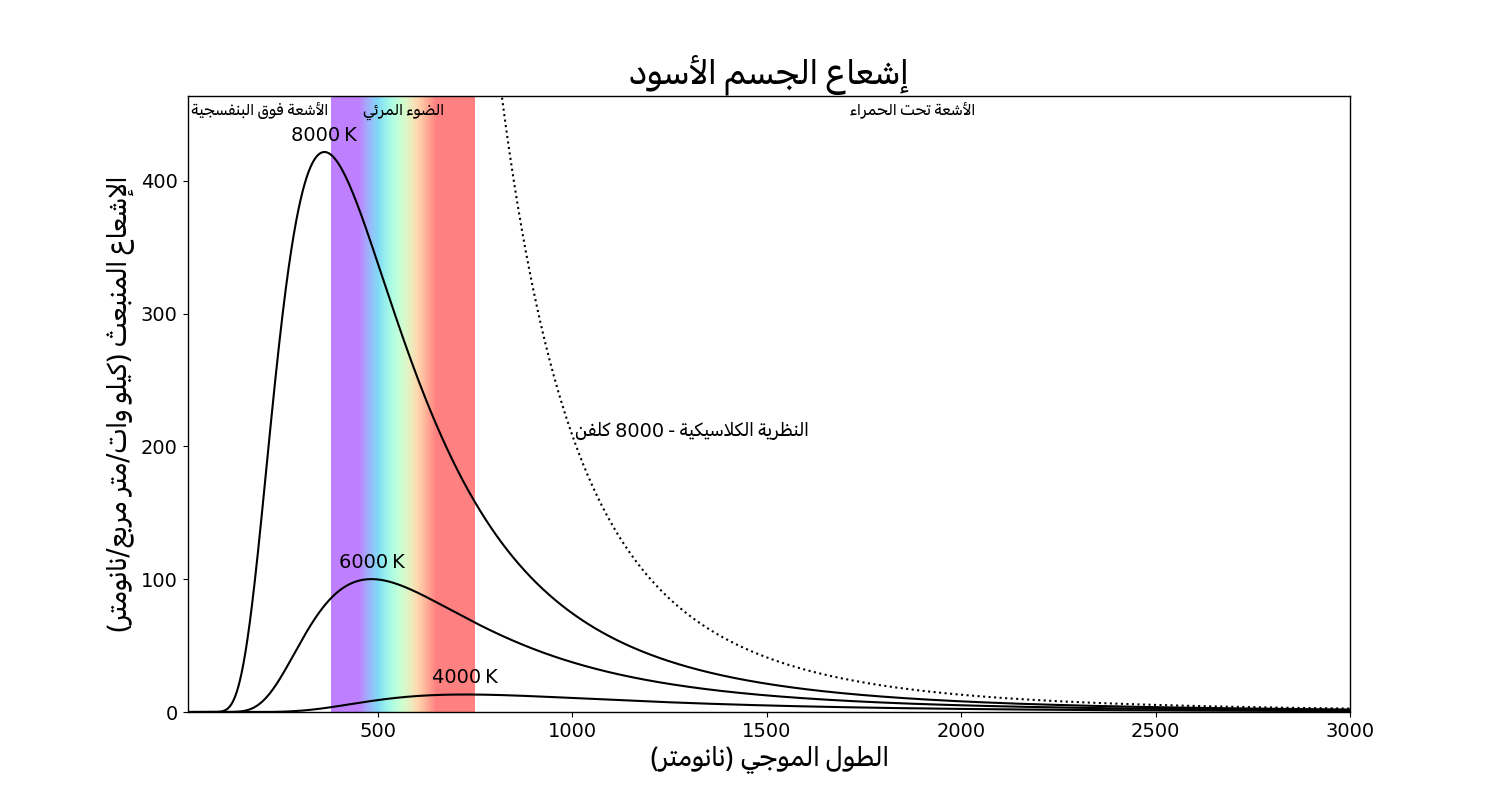 إشعاع الجسم الأسود
الأشعة فوق البنفسجية
الضوء المرئي
الأشعة تحت الحمراء
8000 K
6000 K
4000 K
النظرية الكلاسيكية - 8000 كلفن
الإشعاع المنبعث (كيلو وات/متر مربع/نانومتر)
400
300
200
100
0
500
1000
1500
2000
2500
3000
الطول الموجي (نانومتر)